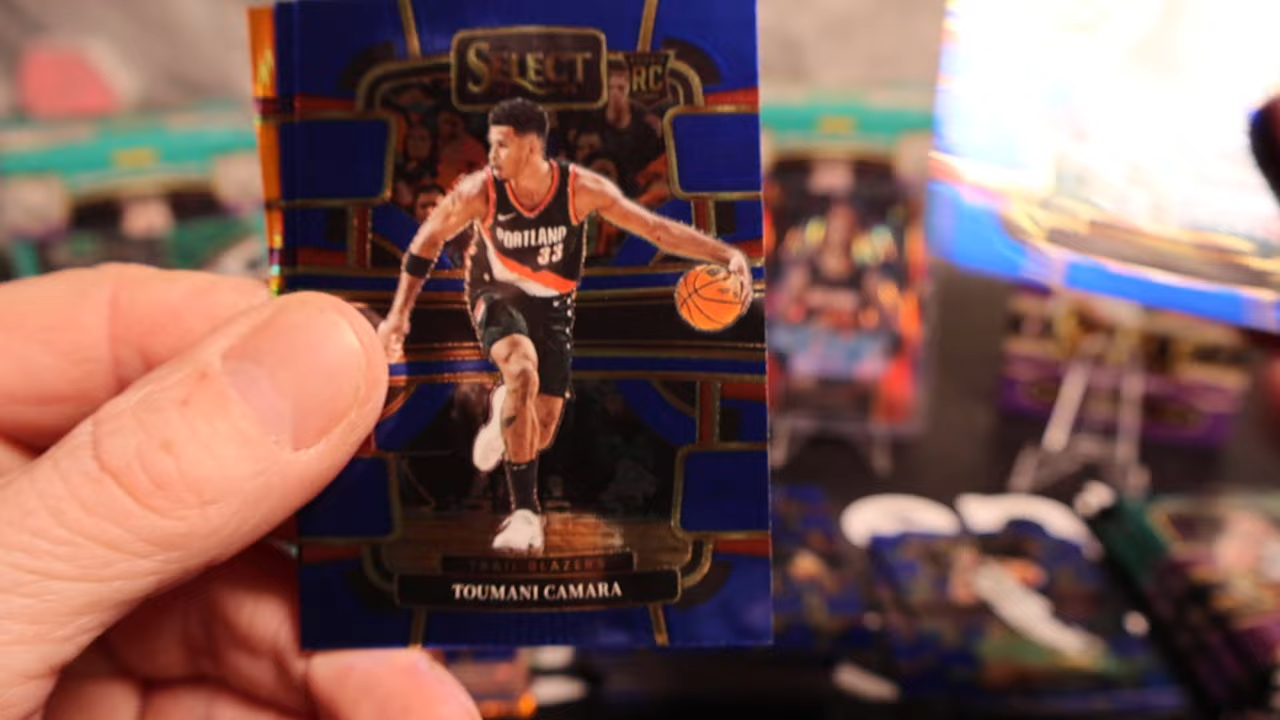 SELECT
RC
PORTLAND
33
TRAIL BLAZERS
TOUMANI CAMARA